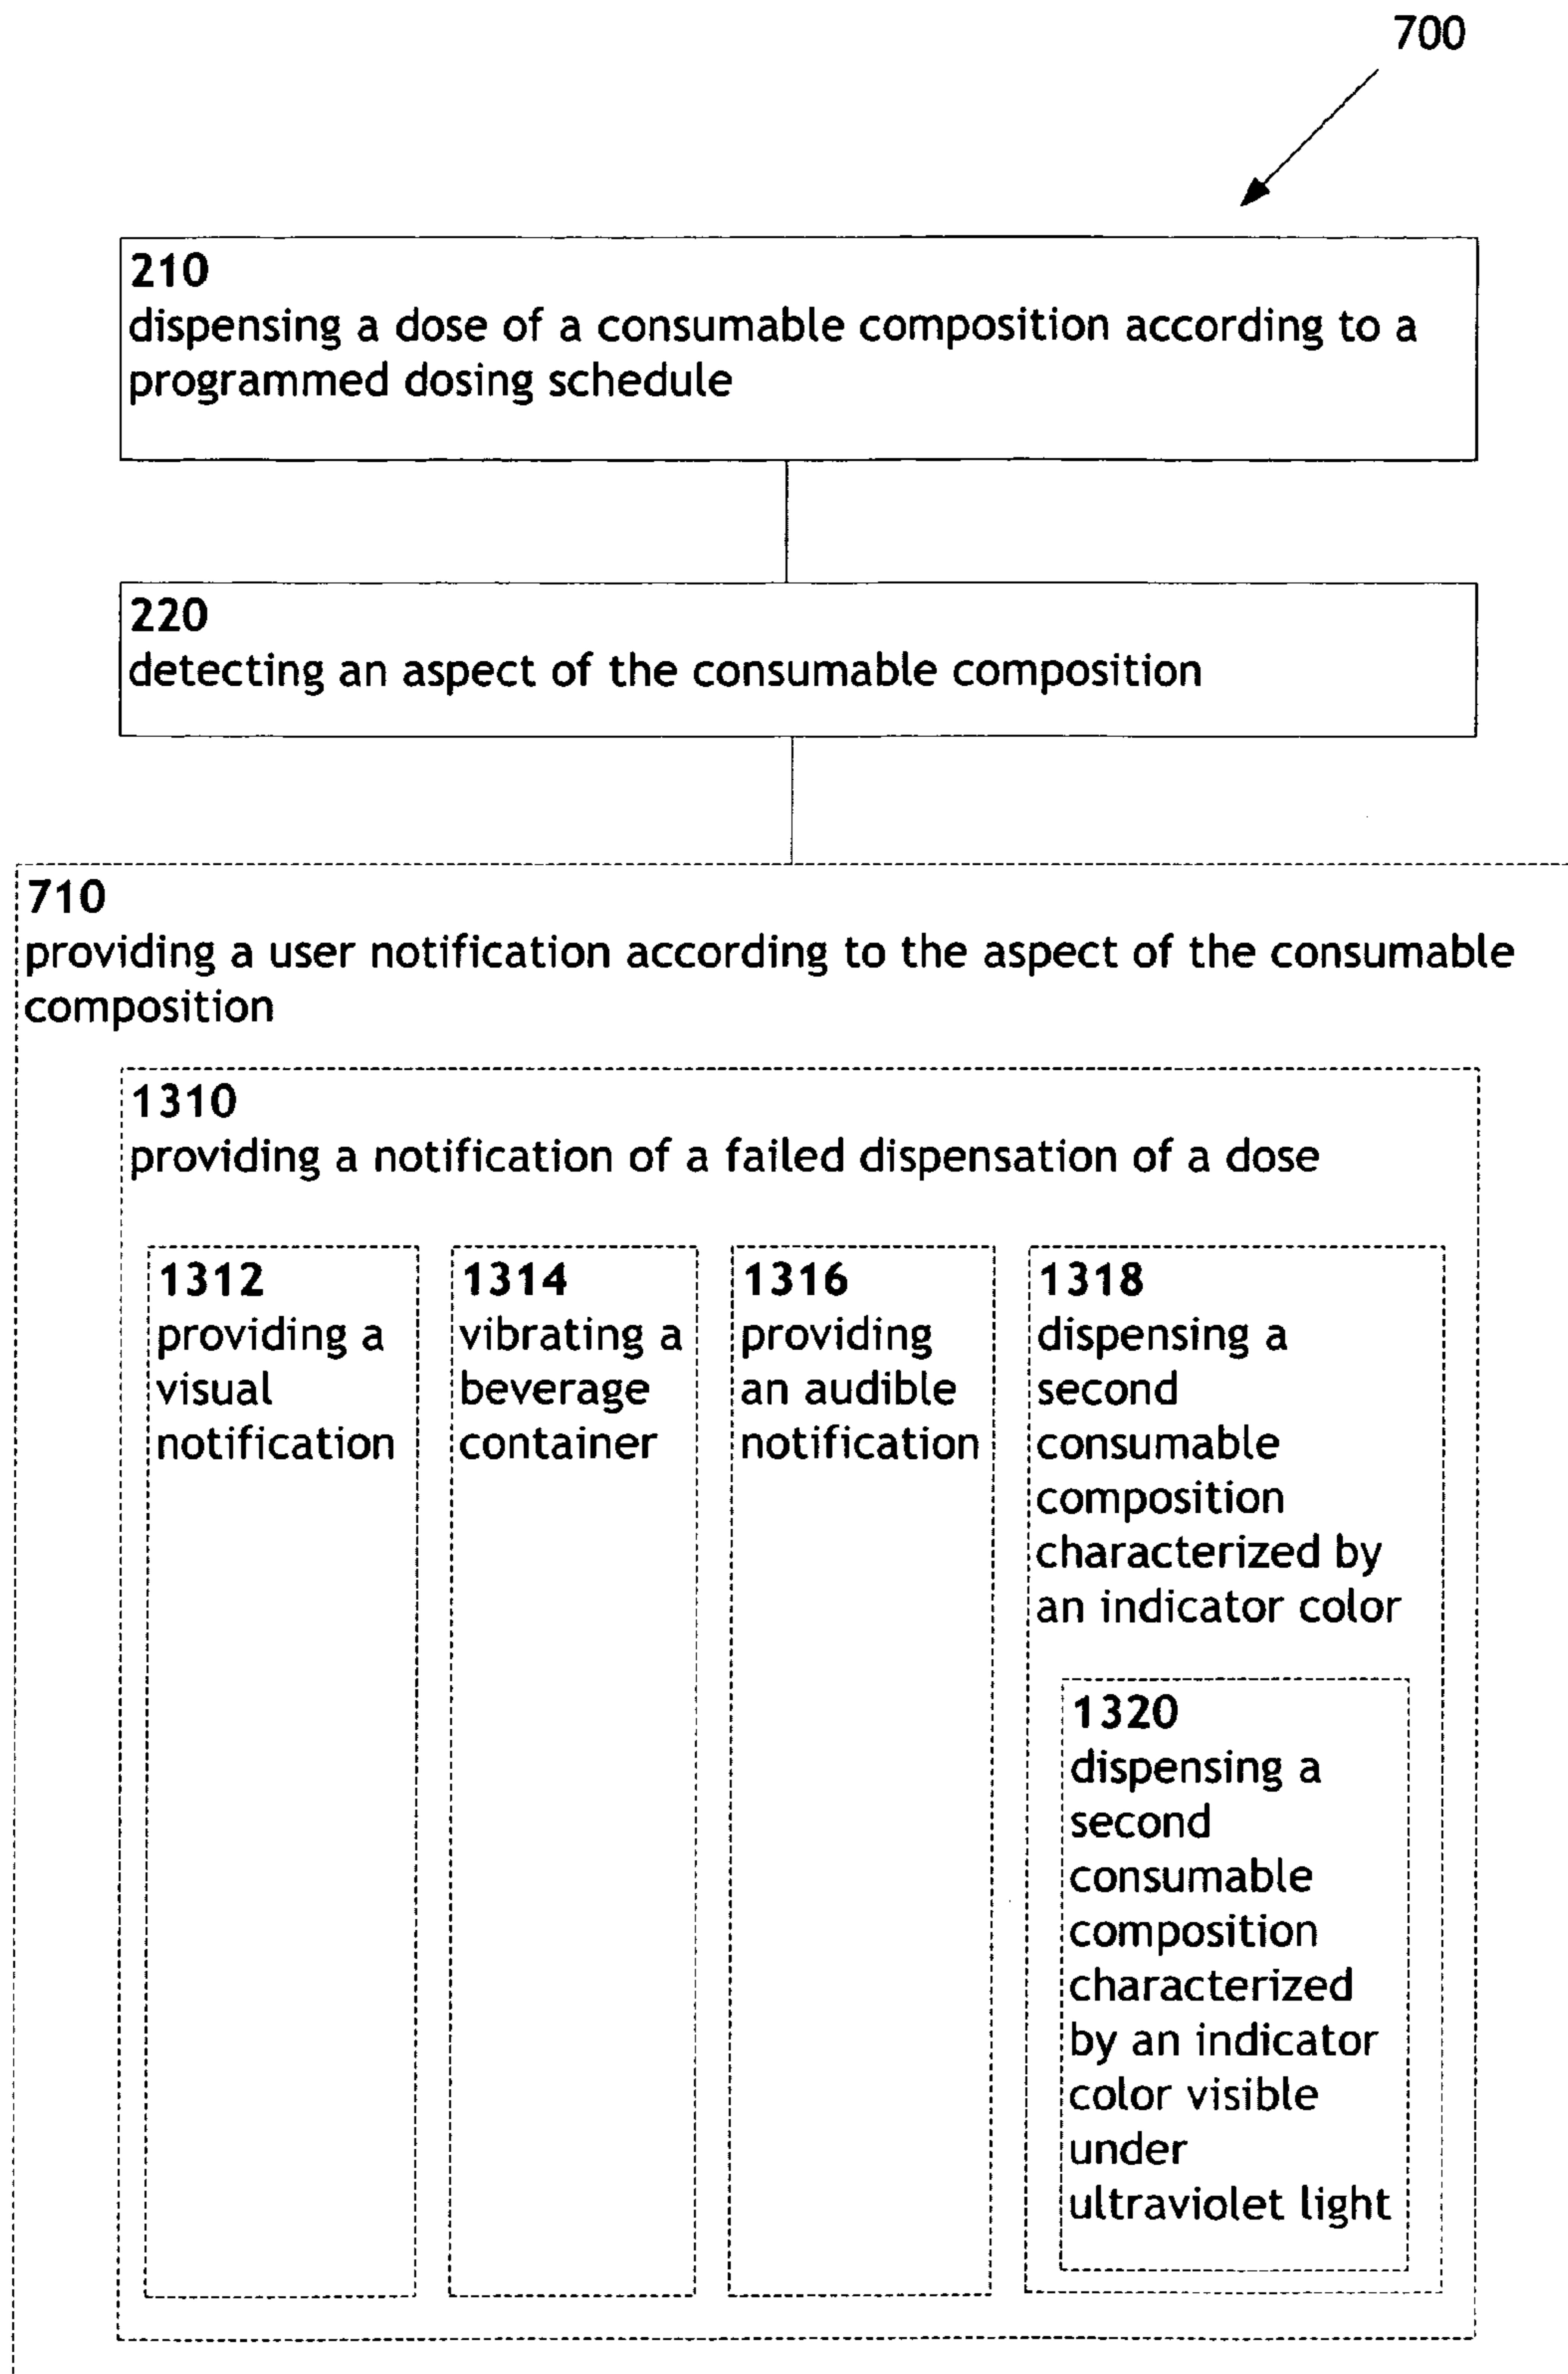 700
210
dispensing a dose of a consumable composition according to a
programmed dosing schedule
220
detecting an aspect of the consumable composition
710
providing a user notification according to the aspect of the consumable
composition
1310
providing a notification of a failed dispensation of a dose
1312
providing a
visual
notification
1314
vibrating a
beverage
container
1316
providing
an audible
notification
1318
dispensing a
second
consumable
composition
characterized by
an indicator color
1320
dispensing a
second
consumable
composition
characterized
by an indicator
color visible
under
ultraviolet light